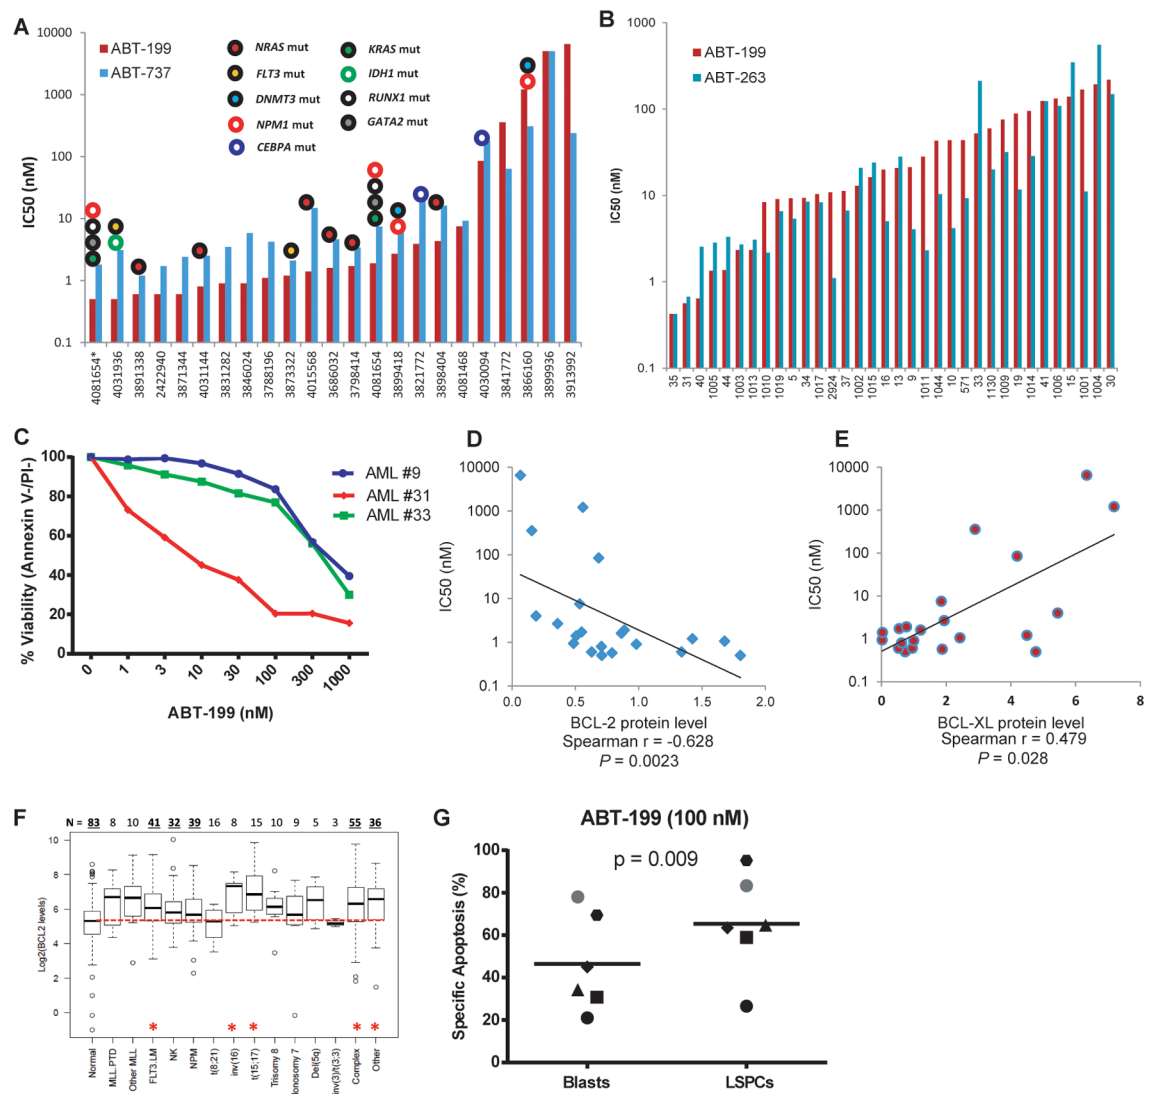 A
10000
1000
100
10
1
0.1
IC50 (nM)
ABT-199
ABT-737
NRAS mut
FLT3 mut
DNMT3 mut
NPM1 mut
CEBPA mut
KRAS mut
IDH1 mut
RUNX1 mut
GATA2 mut
4081654*
4031936
3891338
2422940
3871344
4031144
3831282
3846024
3788196
3873322
4015568
3686032
3798414
4081654
3899418
3821772
3898404
4081468
4030094
3841772
3866160
3899936
3913992
B
1000
100
10
1
0.1
IC50 (nM)
ABT-199
ABT-263
35
31
40
1005
44
1003
1013
1010
1019
5
34
1017
2924
37
1002
1015
16
13
9
1011
1044
10
571
33
1130
1009
19
1014
41
1006
15
1001
1004
30
C
100
80
60
40
20
0
% Viability (Annexin V-/PI-)
0 1 3 10 30 100 300 1000
ABT-199 (nM)
AML #9
AML #31
AML #33
D
10000
1000
100
10
1
0.1
IC50 (nM)
0.0 0.5 1.0 1.5 2.0
BCL-2 protein level
Spearman r = -0.628
P = 0.0023
E
10000
1000
100
10
1
0.1
IC50 (nM)
0 2 4 6 8
BCL-XL protein level
Spearman r = 0.479
P = 0.028
F
N = 83 8 10 41 32 39 16 8 15 10 9 5 3 55 36
10
8
6
4
2
0
Log2(BCL2 levels)
* * * * *
Normal
MLL.PTD
Other MLL
FLT3.LM
NK
NPM
t(8;21)
inv(16)
t(15;17)
Trisomy 8
lonosomy 7
Del(5q)
inv(3)/t(3;3)
Complex
Other
G
ABT-199 (100 nM)
p = 0.009
100
80
60
40
20
0
Specific Apoptosis (%)
Blasts LSPCs